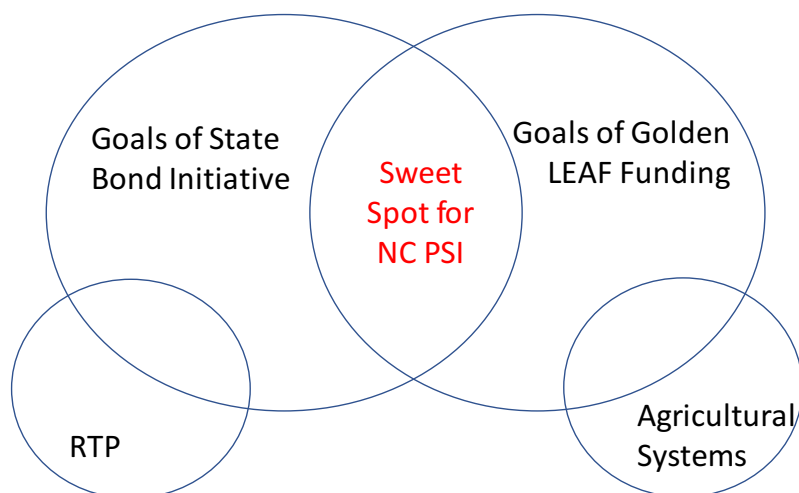 Goals of State
Bond Initiative
Sweet
Spot for
NC PSI
Goals of Golden
LEAF Funding
RTP
Agricultural
Systems